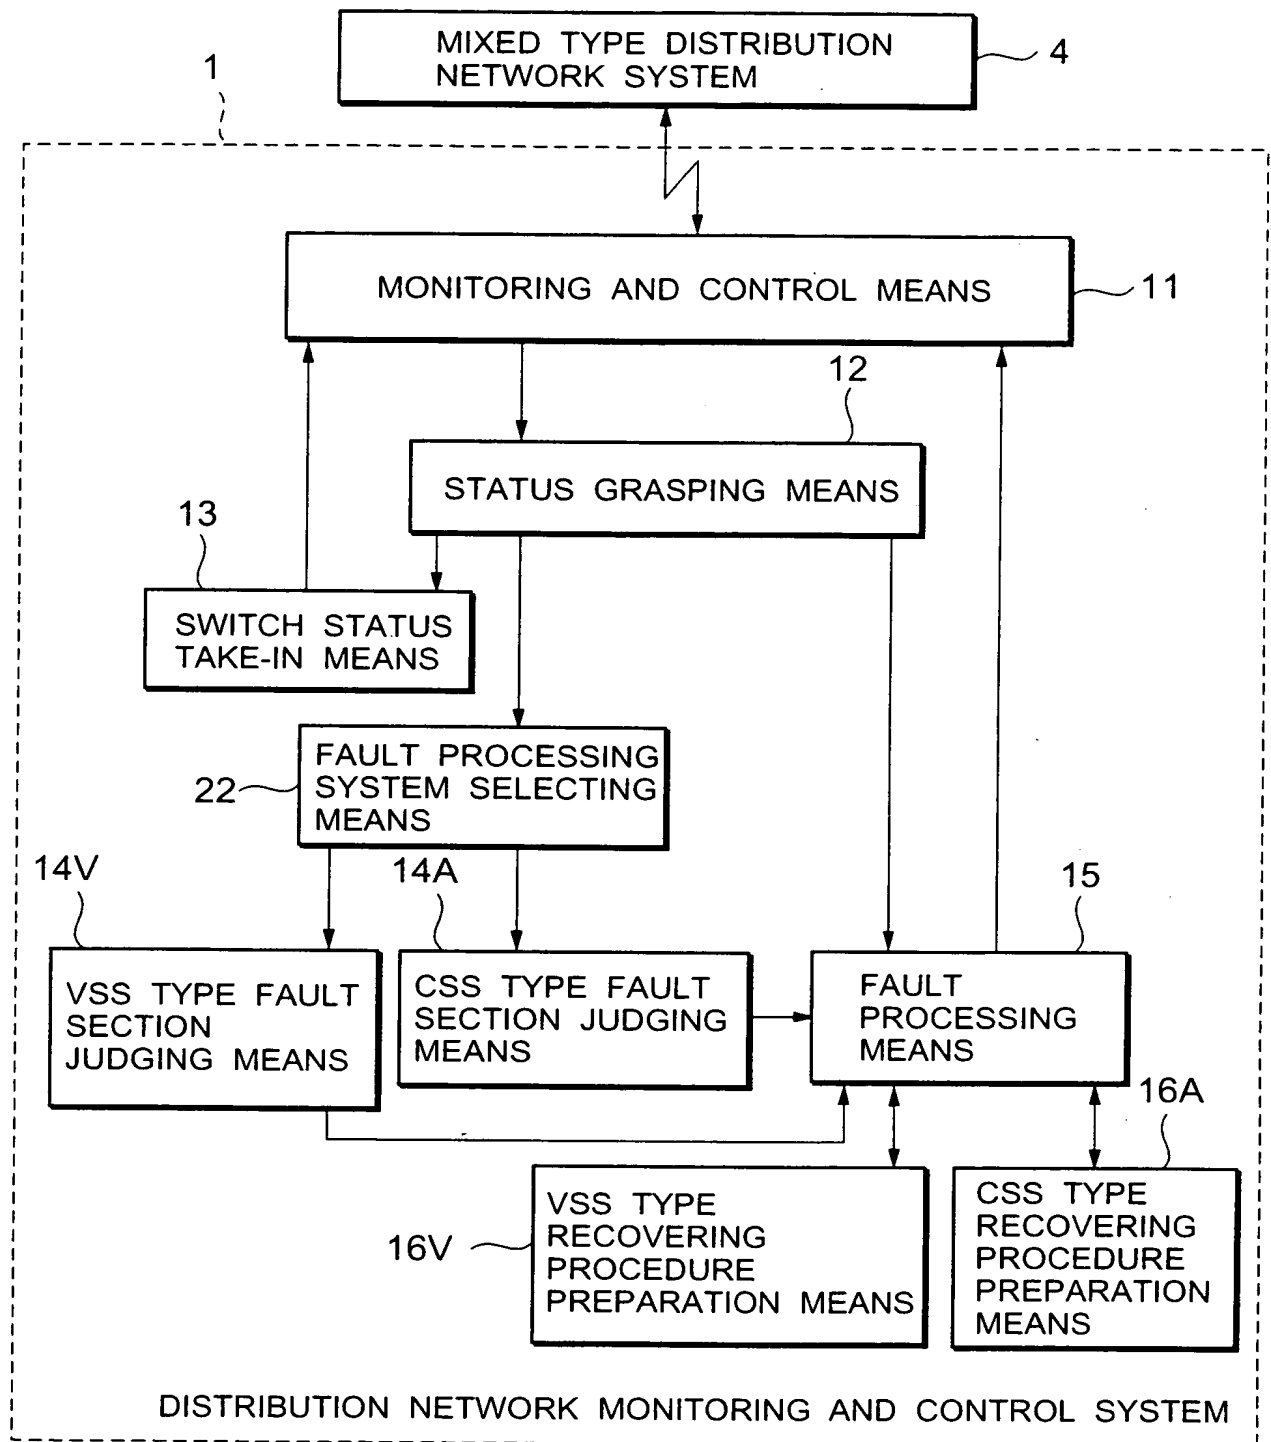 MIXED TYPE DISTRIBUTION
NETWORK SYSTEM
4
1
MONITORING AND CONTROL MEANS
11
12
STATUS GRASPING MEANS
13
SWITCH STATUS
TAKE-IN MEANS
FAULT PROCESSING
SYSTEM SELECTING
MEANS
22
14V
14A
15
VSS TYPE FAULT
SECTION
JUDGING MEANS
CSS TYPE FAULT
SECTION JUDGING
MEANS
FAULT
PROCESSING
MEANS
16A
VSS TYPE
RECOVERING
PROCEDURE
PREPARATION MEANS
16V
CSS TYPE
RECOVERING
PROCEDURE
PREPARATION
MEANS
DISTRIBUTION NETWORK MONITORING AND CONTROL SYSTEM